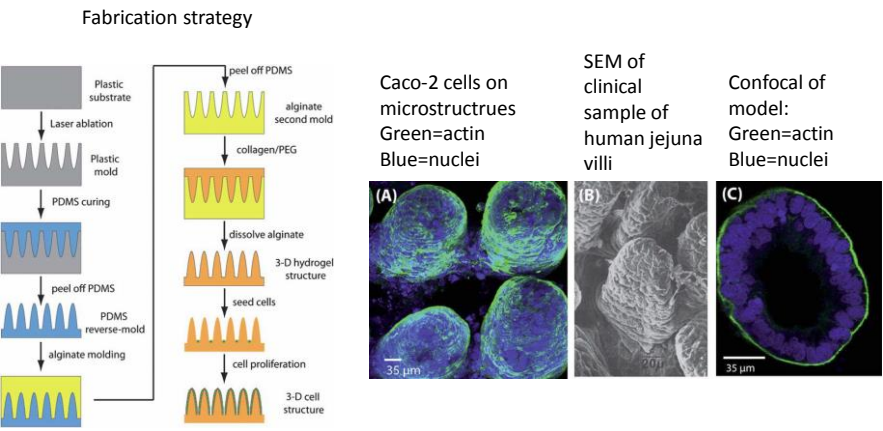 Fabrication strategy
Plastic
substrate
Laser ablation
Plastic
mold
PDMS curing
peel off PDMS
PDMS
reverse-mold
alginate molding
peel off PDMS
alginate
second mold
collagen/PEG
dissolve alginate
3-D hydrogel
structure
seed cells
cell proliferation
3-D cell
structure
Caco-2 cells on
microstructrues
Green=actin
Blue=nuclei
SEM of
clinical
sample of
human jejuna
villi
Confocal of
model:
Green=actin
Blue=nuclei
(A)
35 μm
(B)
20μ
(C)
35 μm